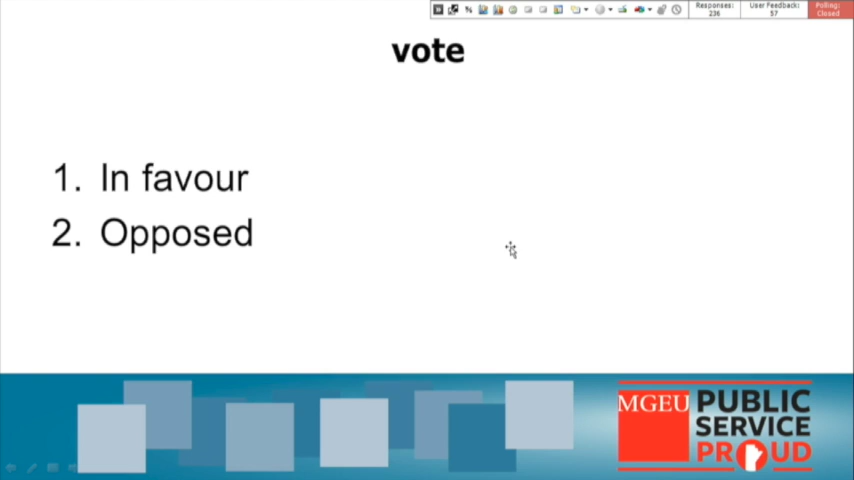 Responses:
236
User Feedback:
57
Polling:
Closed
vote
1. In favour
2. Opposed
MGEU
PUBLIC
SERVICE
PROUD